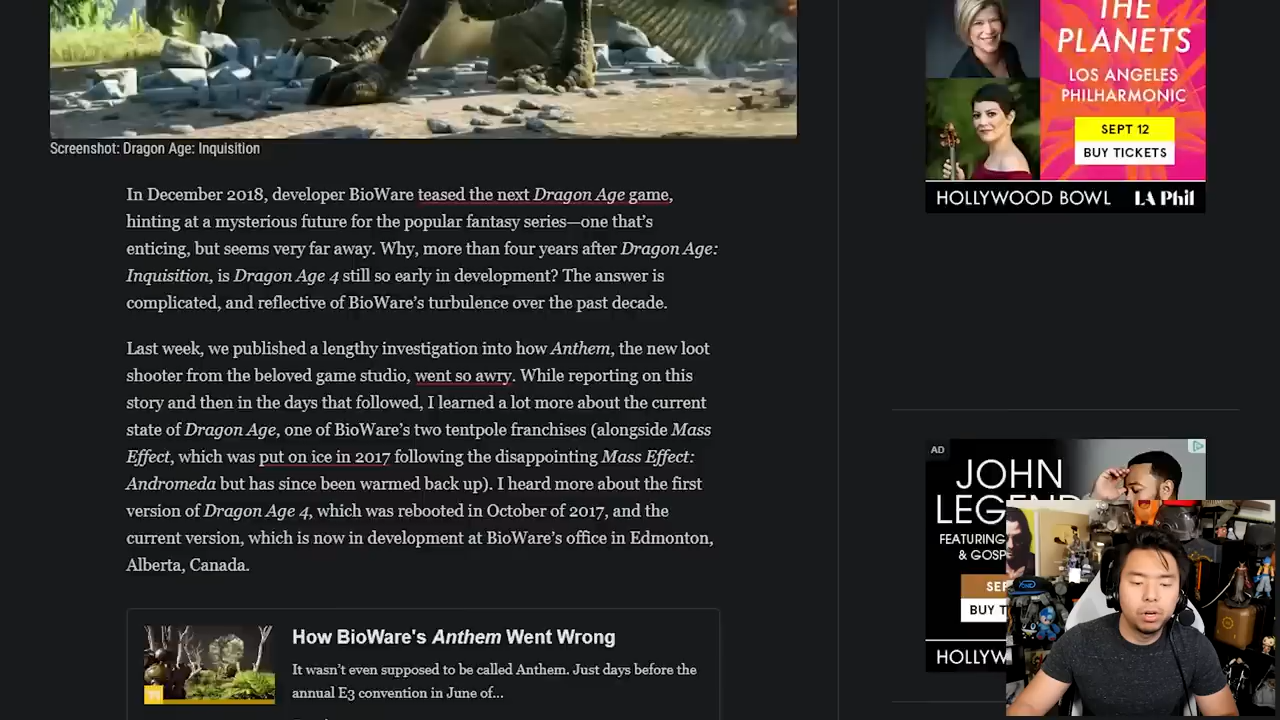 Screenshot: Dragon Age: Inquisition
In December 2018, developer BioWare teased the next Dragon Age game,
hinting at a mysterious future for the popular fantasy series—one that's
enticing, but seems very far away. Why, more than four years after Dragon Age:
Inquisition, is Dragon Age 4 still so early in development? The answer is
complicated, and reflective of BioWare's turbulence over the past decade.
Last week, we published a lengthy investigation into how Anthem, the new loot
shooter from the beloved game studio, went so awry. While reporting on this
story and then in the days that followed, I learned a lot more about the current
state of Dragon Age, one of BioWare's two tentpole franchises (alongside Mass
Effect, which was put on ice in 2017 following the disappointing Mass Effect:
Andromeda but has since been warmed back up). I heard more about the first
version of Dragon Age 4, which was rebooted in October of 2017, and the
current version, which is now in development at BioWare's office in Edmonton,
Alberta, Canada.
How BioWare's Anthem Went Wrong
It wasn't even supposed to be called Anthem. Just days before the
annual E3 convention in June of...
THE
PLANETS
LOS ANGELES
PHILHARMONIC
SEPT 12
BUY TICKETS
HOLLYWOOD BOWL LA Phil
AD
JOHN
LEGEND
FEATURING
& GOSP
SEP
BUY T
HOLLYW